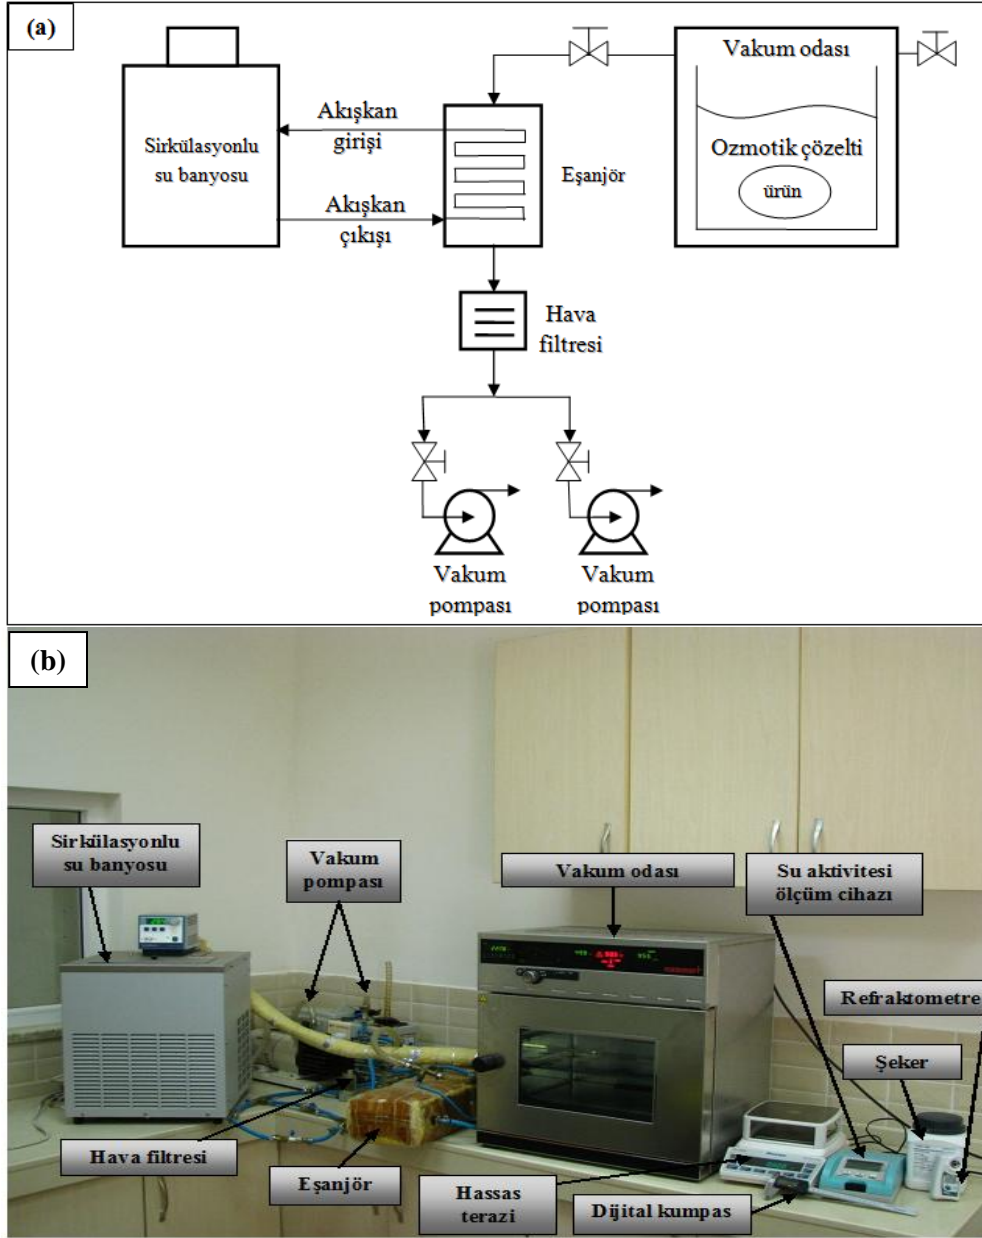 (a)
Vakum odası
Akışkan
girişi
Sirkülasyonlu
su banyosu
Ozmotik çözelti
Eşanjör
ürün
Akışkan
çıkışı
Hava
filtresi
Vakum
pompası
Vakum
pompası
(b)
Sirkülasyonlu
su banyosu
Vakum
pompası
Vakum odası
Su aktivitesi
ölçüm cihazı
Refraktometre
Şeker
Hava filtresi
Eşanjör
Hassas
terazi
Dijital kumpas